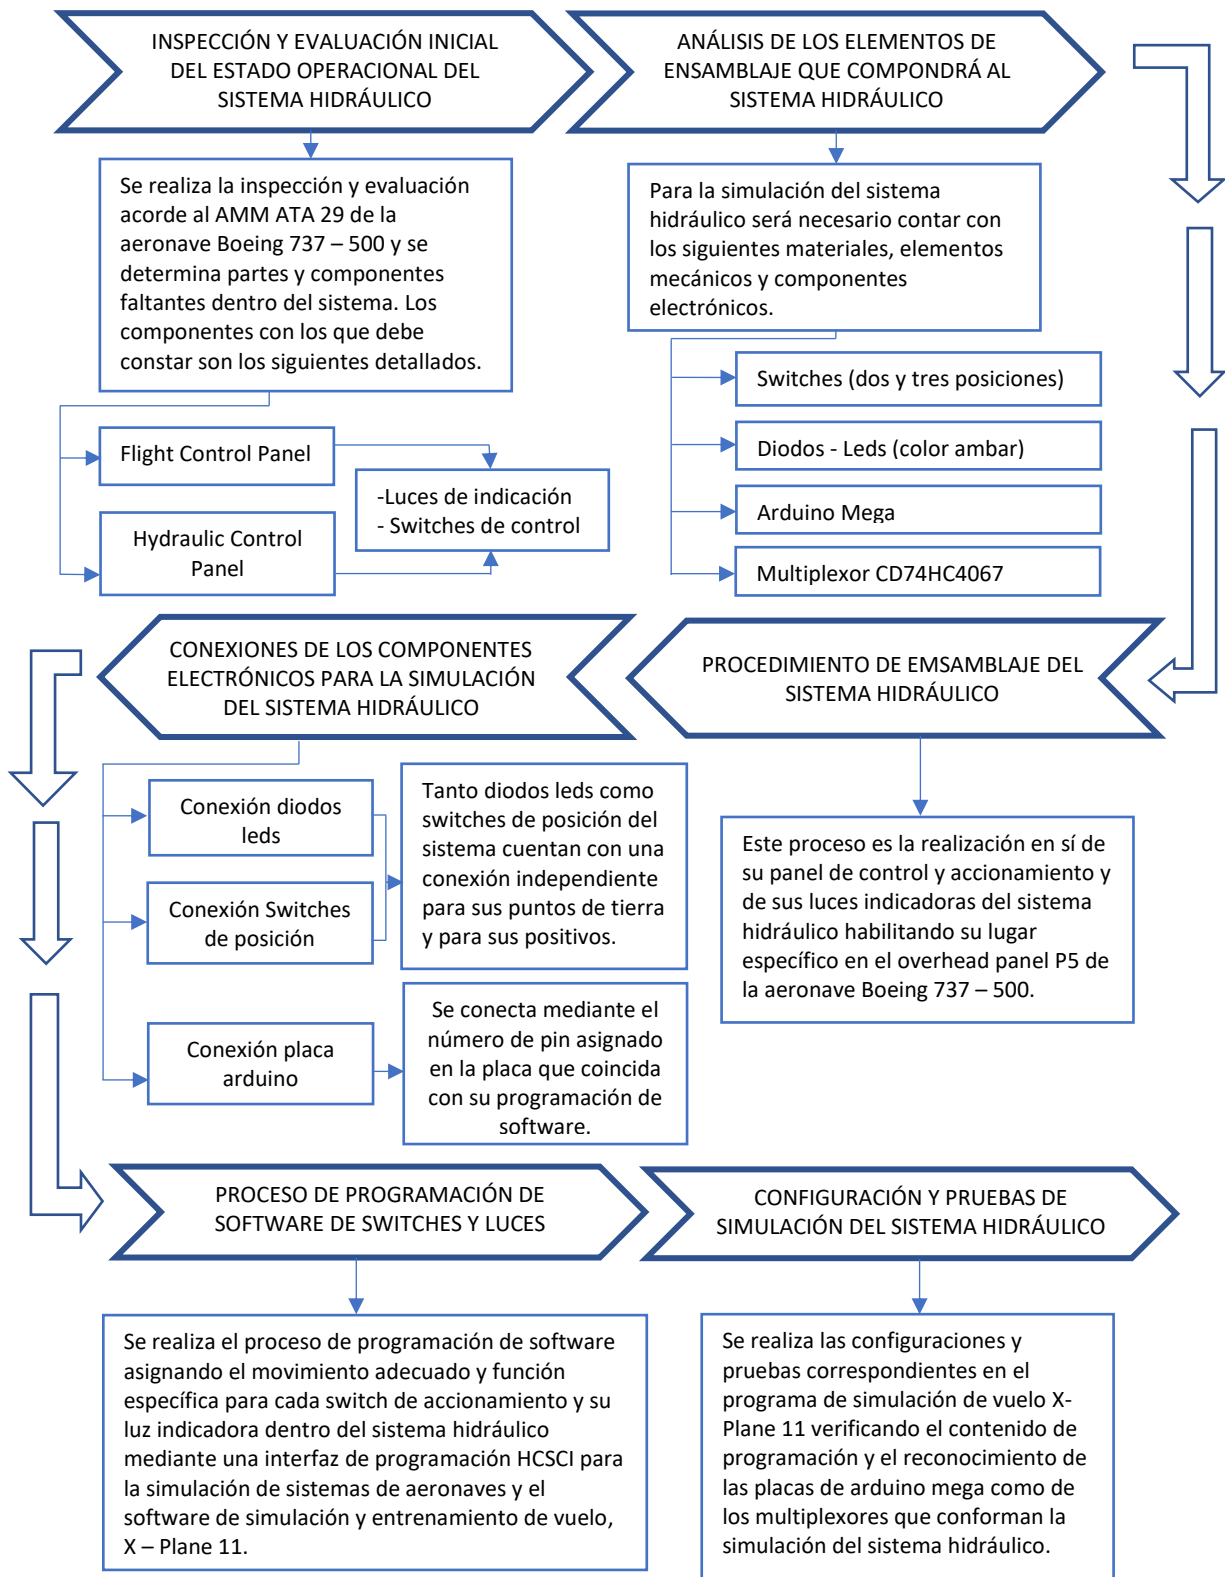 INSPECCIÓN Y EVALUACIÓN INICIAL
DEL ESTADO OPERACIONAL DEL
SISTEMA HIDRÁULICO
ANÁLISIS DE LOS ELEMENTOS DE
ENSAMBLAJE QUE COMPONDRÁ AL
SISTEMA HIDRÁULICO
Se realiza la inspección y evaluación
acorde al AMM ATA 29 de la
aeronave Boeing 737 – 500 y se
determina partes y componentes
faltantes dentro del sistema. Los
componentes con los que debe
constar son los siguientes detallados.
Flight Control Panel
Hydraulic Control
Panel
-Luces de indicación
- Switches de control
Para la simulación del sistema
hidráulico será necesario contar con
los siguientes materiales, elementos
mecánicos y componentes
electrónicos.
Switches (dos y tres posiciones)
Diodos - Leds (color ambar)
Arduino Mega
Multiplexor CD74HC4067
PROCEDIMIENTO DE EMSAMBLAJE DEL
SISTEMA HIDRÁULICO
Este proceso es la realización en sí de
su panel de control y accionamiento y
de sus luces indicadoras del sistema
hidráulico habilitando su lugar
específico en el overhead panel P5 de
la aeronave Boeing 737 – 500.
CONEXIONES DE LOS COMPONENTES
ELECTRÓNICOS PARA LA SIMULACIÓN
DEL SISTEMA HIDRÁULICO
Conexión diodos
leds
Conexión Switches
de posición
Tanto diodos leds como
switches de posición del
sistema cuentan con una
conexión independiente
para sus puntos de tierra
y para sus positivos.
Conexión placa
arduino
Se conecta mediante el
número de pin asignado
en la placa que coincida
con su programación de
software.
PROCESO DE PROGRAMACIÓN DE
SOFTWARE DE SWITCHES Y LUCES
Se realiza el proceso de programación de software
asignando el movimiento adecuado y función
específica para cada switch de accionamiento y su
luz indicadora dentro del sistema hidráulico
mediante una interfaz de programación HCSCI para
la simulación de sistemas de aeronaves y el
software de simulación y entrenamiento de vuelo,
X – Plane 11.
CONFIGURACIÓN Y PRUEBAS DE
SIMULACIÓN DEL SISTEMA HIDRÁULICO
Se realiza las configuraciones y
pruebas correspondientes en el
programa de simulación de vuelo X-
Plane 11 verificando el contenido de
programación y el reconocimiento de
las placas de arduino mega como de
los multiplexores que conforman la
simulación del sistema hidráulico.